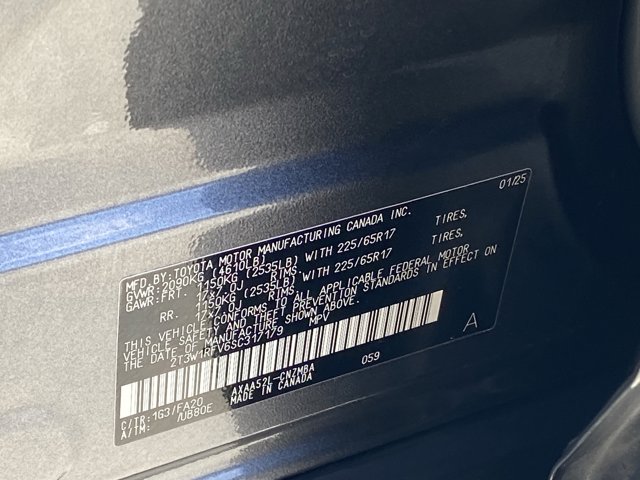 01/25
MFD.BY: TOYOTA MOTOR MANUFACTURING CANADA INC.
GVWR: 2090KG (4610LB)
GAWR: FRT. 1150KG (2535LB) WITH 225/65R17 TIRES,
17X7.0J RIMS,
RR. 1150KG (2535LB) WITH 225/65R17 TIRES,
17X7.0J RIMS
THIS VEHICLE CONFORMS TO ALL APPLICABLE FEDERAL MOTOR
VEHICLE SAFETY AND THEFT PREVENTION STANDARDS IN EFFECT ON
THE DATE OF MANUFACTURE SHOWN ABOVE.
MPV
A
059
C/TR: 1G3/FA20 AXAA52L-CNZMBA
A/TM: /UB80E MADE IN CANADA